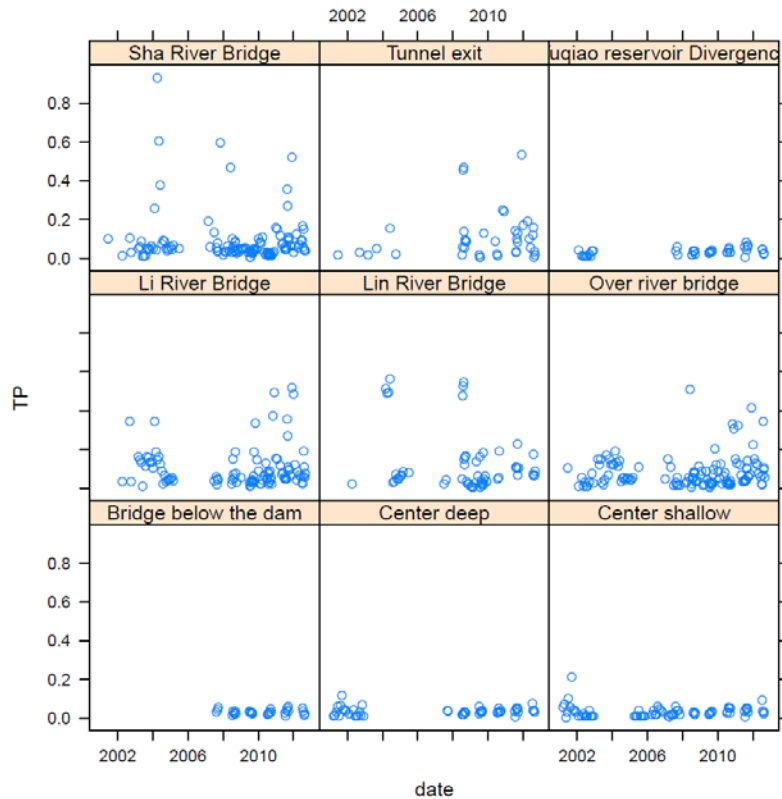 2002 2006 2010
Sha River Bridge Tunnel exit uqiao reservoir Divergenc
0.8
0.6
0.4
0.2
0.0
Li River Bridge Lin River Bridge Over river bridge
TP
Bridge below the dam Center deep Center shallow
0.8
0.6
0.4
0.2
0.0
2002 2006 2010 2002 2006 2010
date